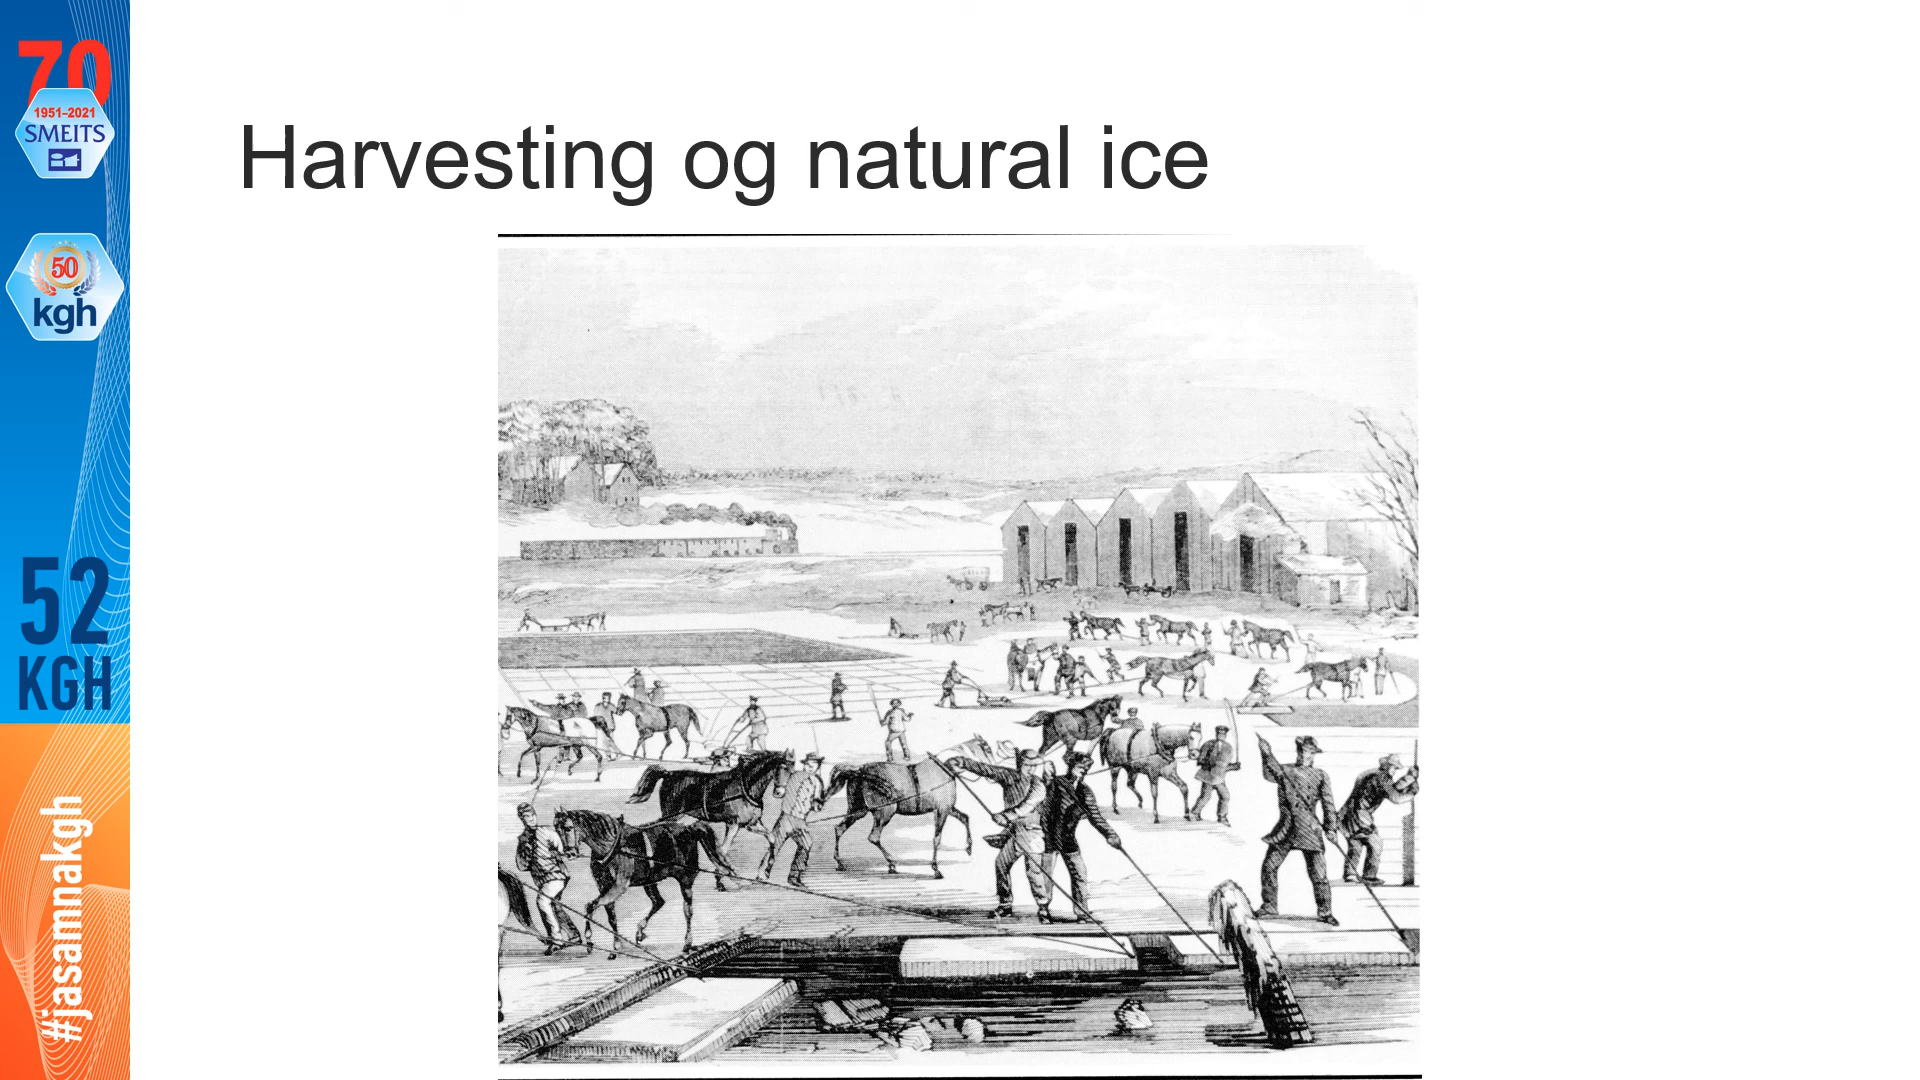 70
1951–2021
SMEITS
50
kgh
52
KGH
#jasamnakgh
Harvesting og natural ice